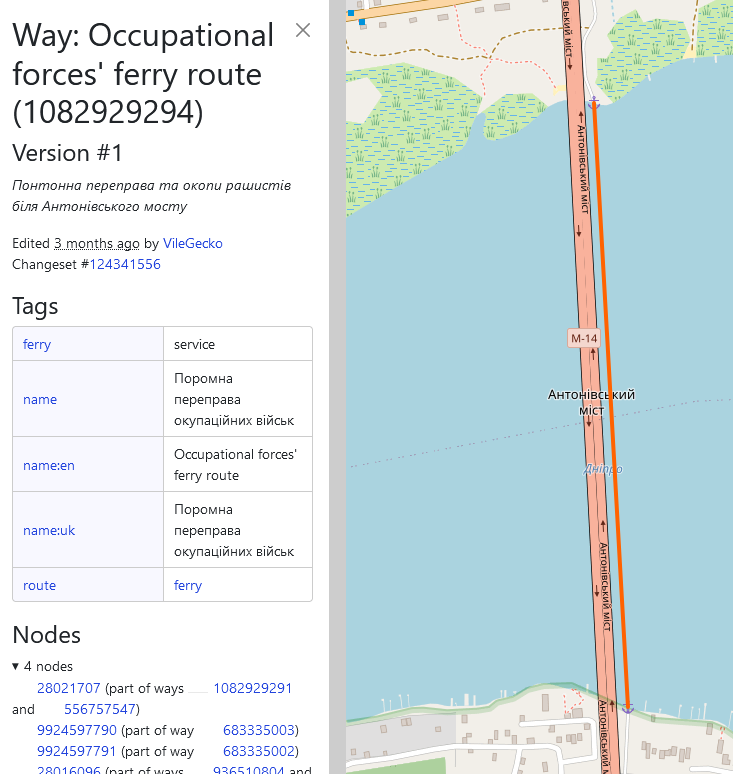 Way: Occupational
forces' ferry route
(1082929294)
Version #1
Понтонна переправа та окопи рашистів
біля Антонівського мосту
Edited 3 months ago by VileGecko
Changeset #124341556
Tags
ferry service
name Поромна
переправа
окупаційних військ
name:en Occupational forces'
ferry route
name:uk Поромна
переправа
окупаційних військ
route ferry
Nodes
▾ 4 nodes
28021707 (part of ways 1082929291
and 556757547)
9924597790 (part of way 683335003)
9924597791 (part of way 683335002)
28016096 (part of ways 936510804 and
вський міст
Антонівський міст
М-14
Антонівський
міст
Дніпро
Антонівський міст
Антонівський м